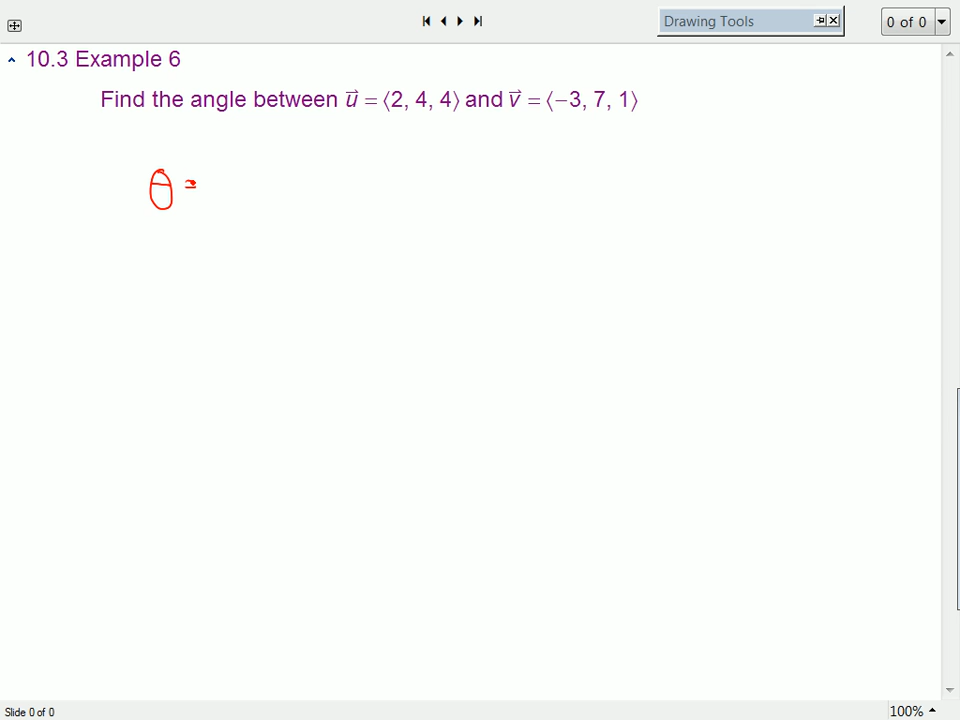 Drawing Tools
0 of 0
10.3 Example 6
Find the angle between u⃗ = ⟨2, 4, 4⟩ and v⃗ = ⟨−3, 7, 1⟩
θ =
Slide 0 of 0
100%